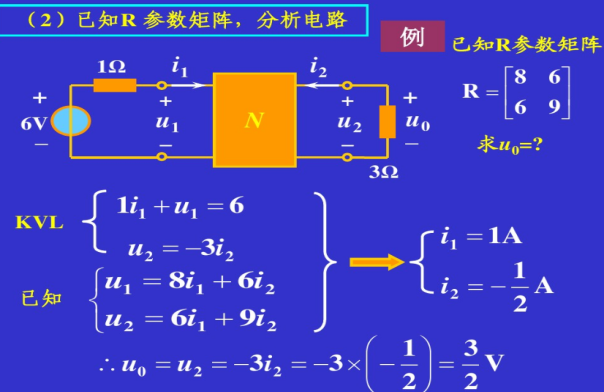 （2）已知R 参数矩阵，分析电路
例
已知R参数矩阵
R = [8 6
6 9]
求u₀=?
1Ω
i₁
i₂
+ + + +
6V
u₁
N
u₂
u₀
− − − −
3Ω
KVL
1i₁ + u₁ = 6
u₂ = −3i₂
已知
u₁ = 8i₁ + 6i₂
u₂ = 6i₁ + 9i₂
i₁ = 1A
i₂ = −1/2 A
∴ u₀ = u₂ = −3i₂ = −3×(−1/2) = 3/2 V